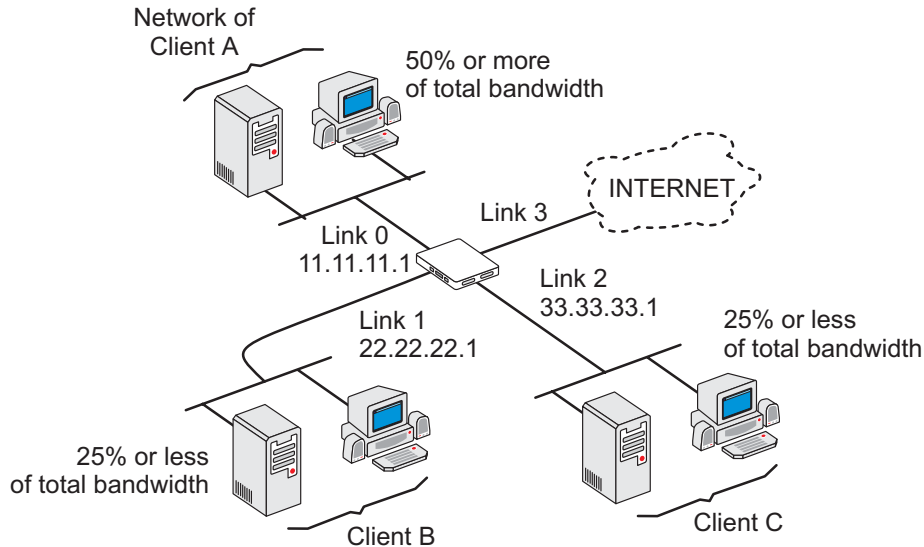 Network of
Client A
50% or more
of total bandwidth
INTERNET
Link 3
Link 0
11.11.11.1
Link 2
33.33.33.1
Link 1
22.22.22.1
25% or less
of total bandwidth
25% or less
of total bandwidth
Client B
Client C